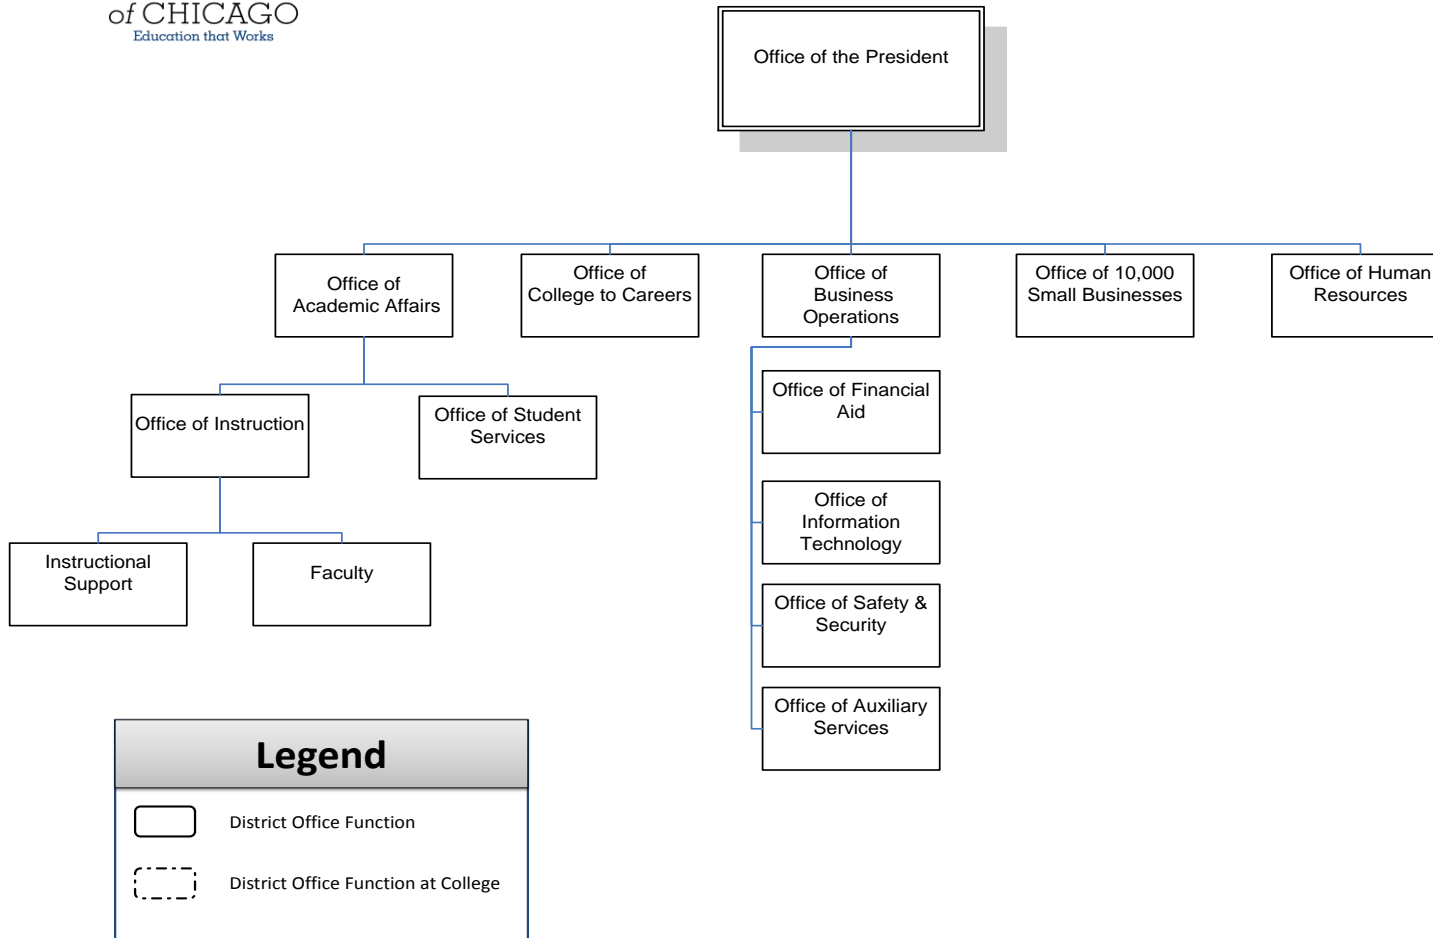 of CHICAGO
Education that Works
Office of the President
Office of
Academic Affairs
Office of
College to Careers
Office of
Business
Operations
Office of 10,000
Small Businesses
Office of Human
Resources
Office of Instruction
Office of Student
Services
Office of Financial
Aid
Office of
Information
Technology
Instructional
Support
Faculty
Office of Safety &
Security
Office of Auxiliary
Services
Legend
District Office Function
District Office Function at College